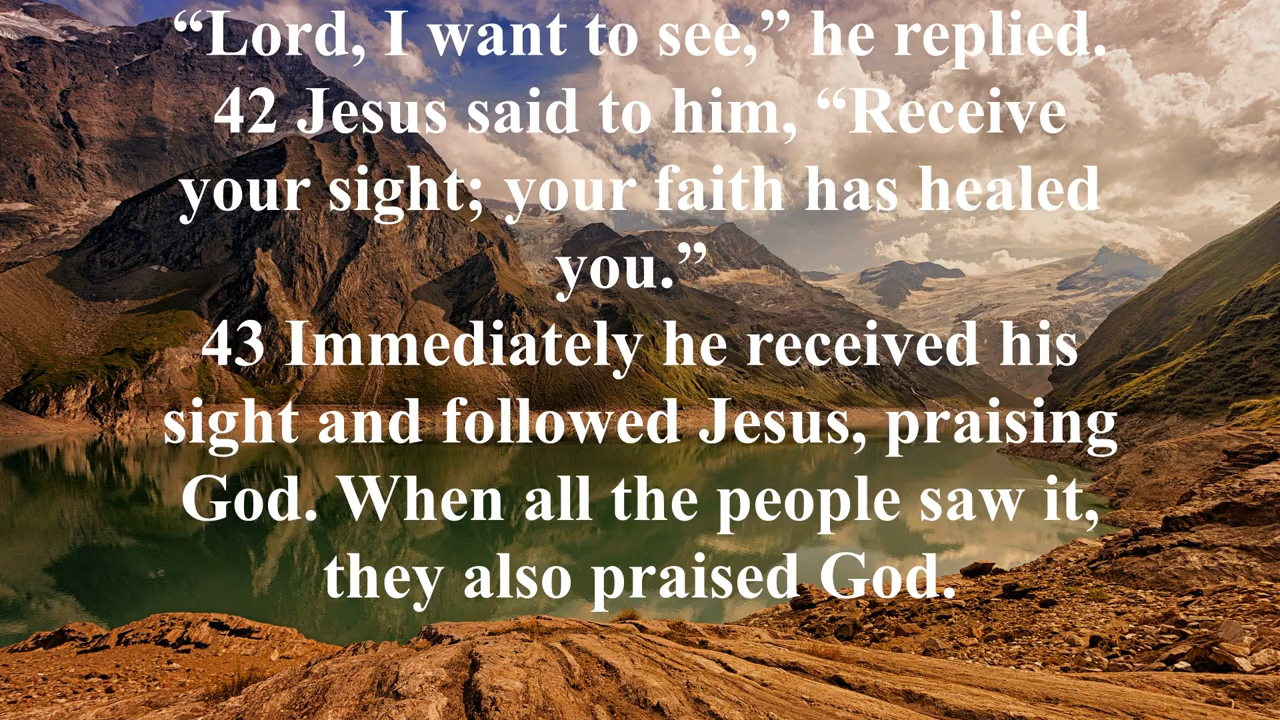 “Lord, I want to see,” he replied.
42 Jesus said to him, “Receive
your sight; your faith has healed
you.”
43 Immediately he received his
sight and followed Jesus, praising
God. When all the people saw it,
they also praised God.